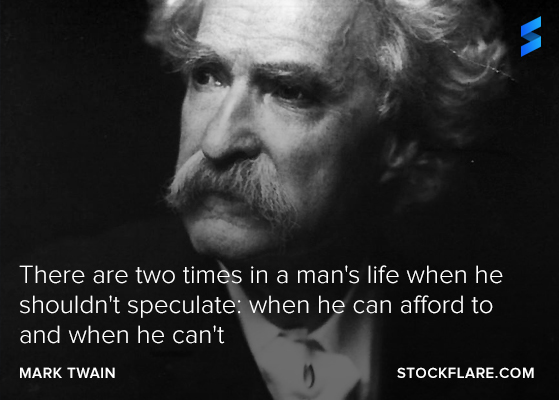 There are two times in a man's life when he
shouldn't speculate: when he can afford to
and when he can't
MARK TWAIN
STOCKFLARE.COM